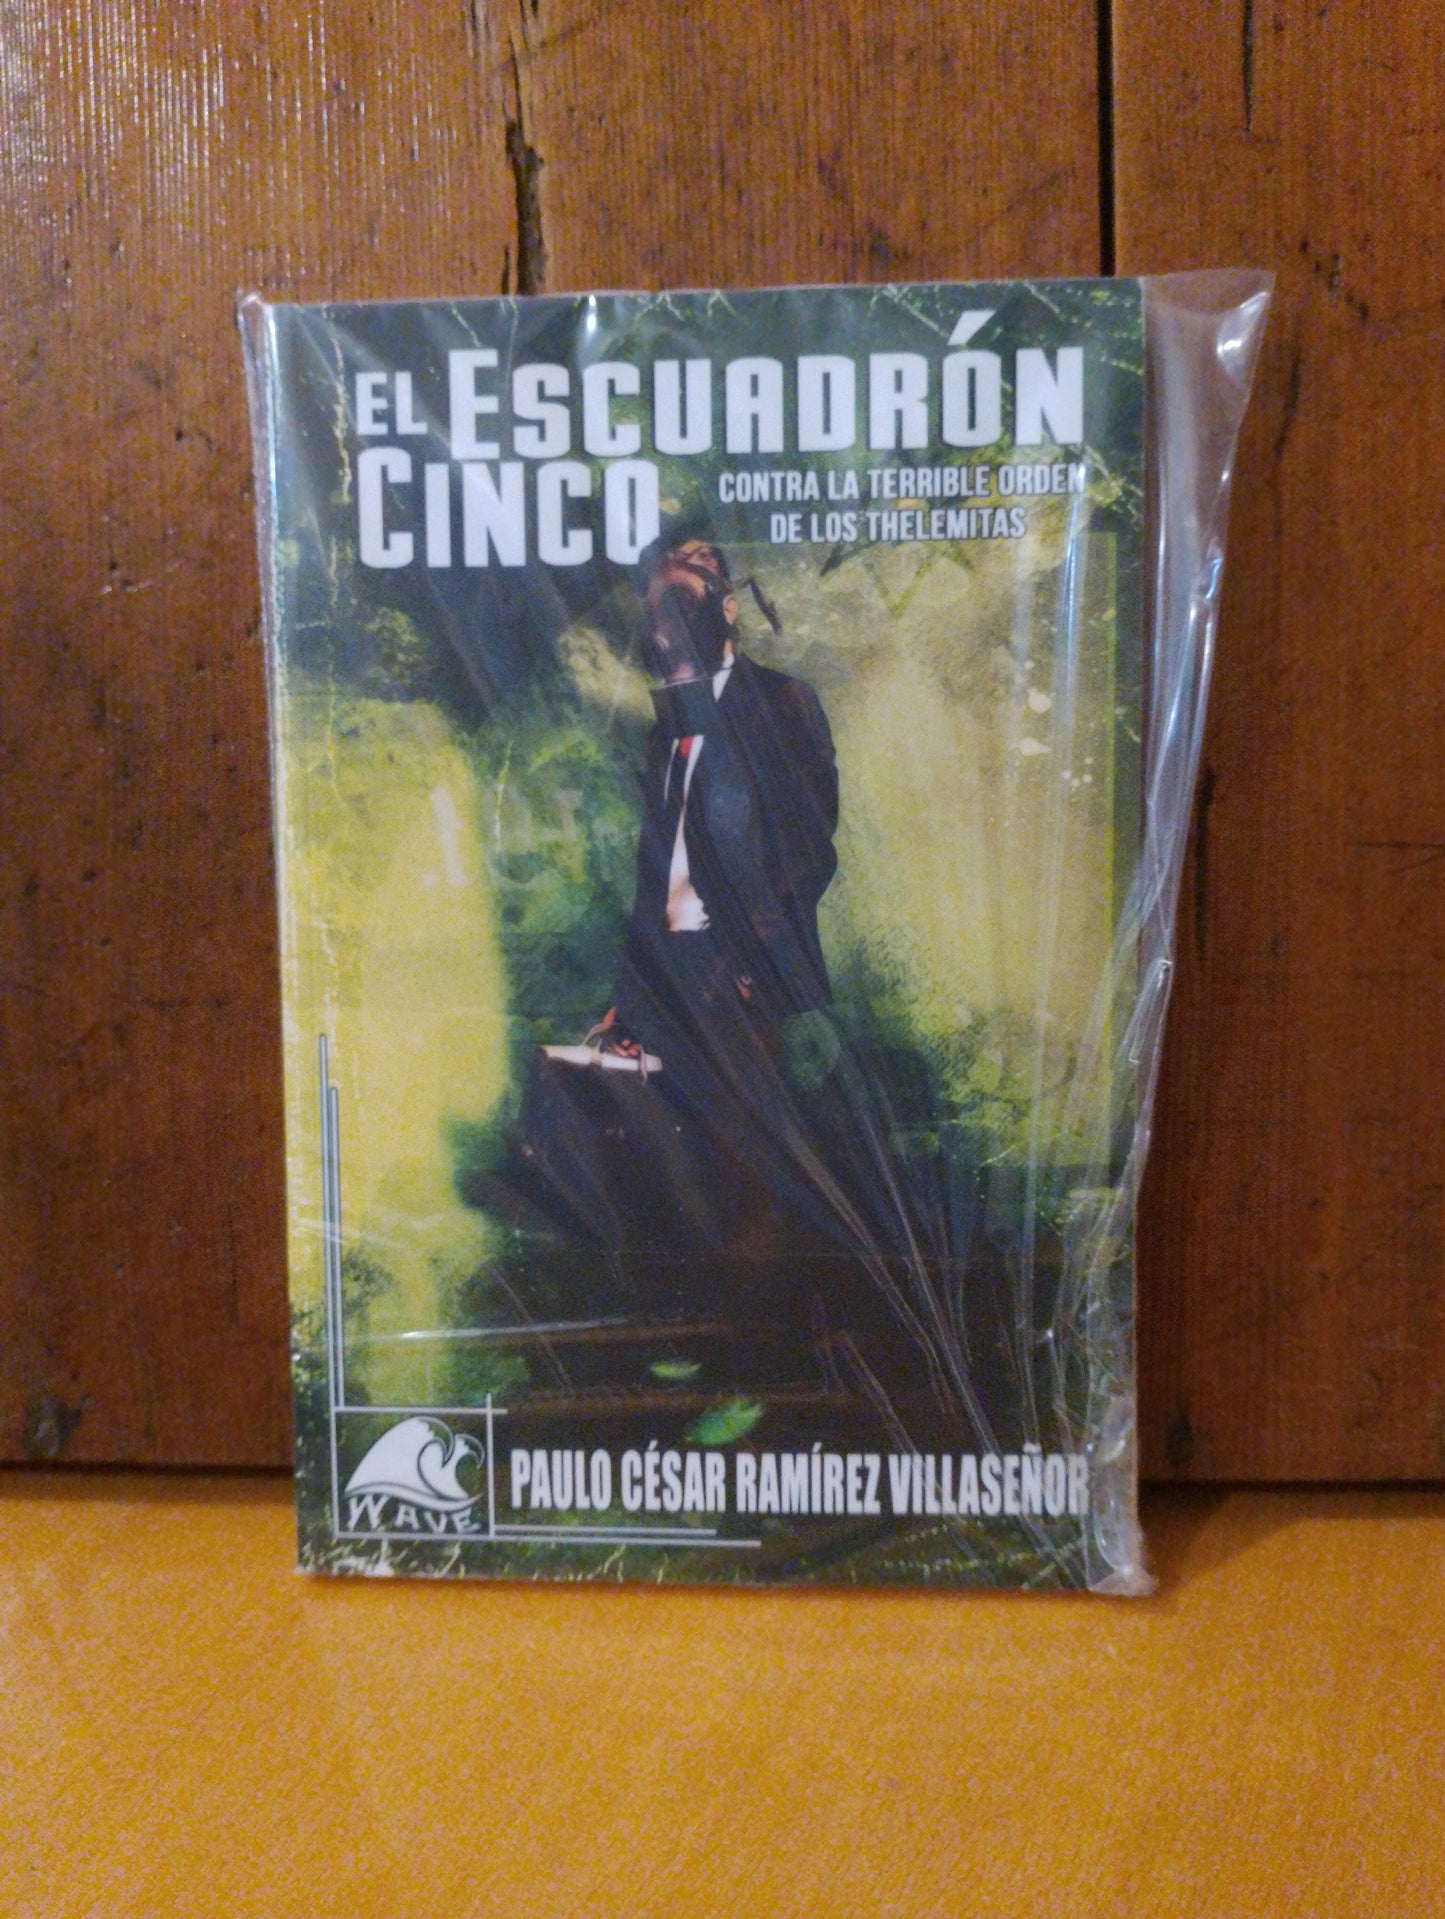 EL ESCUADRÓN
CINCO
CONTRA LA TERRIBLE ORDEN
DE LOS THELEMITAS
WAVE
PAULO CÉSAR RAMÍREZ VILLASEÑOR